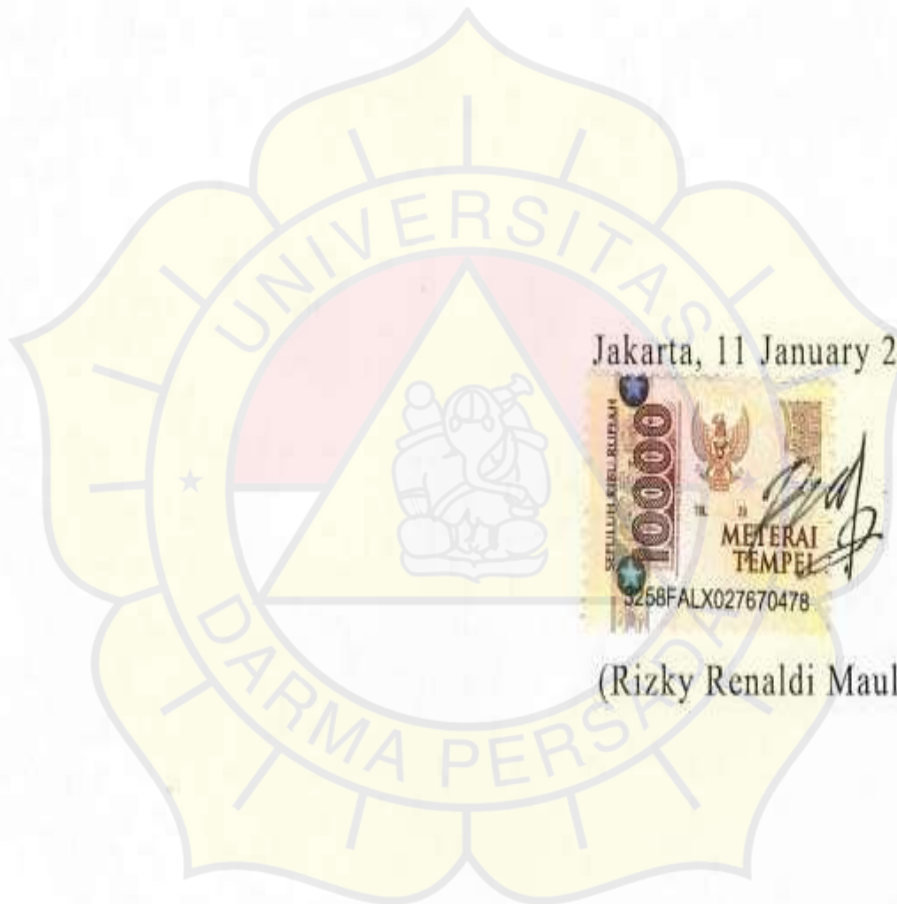 UNIVERSITAS
Jakarta, 11 January 2
SEPULUH RIBU RUPIAH
10000
METERAI
TEMPEL
3258FALX027670478
(Rizky Renaldi Maul
DARMA PERSADA